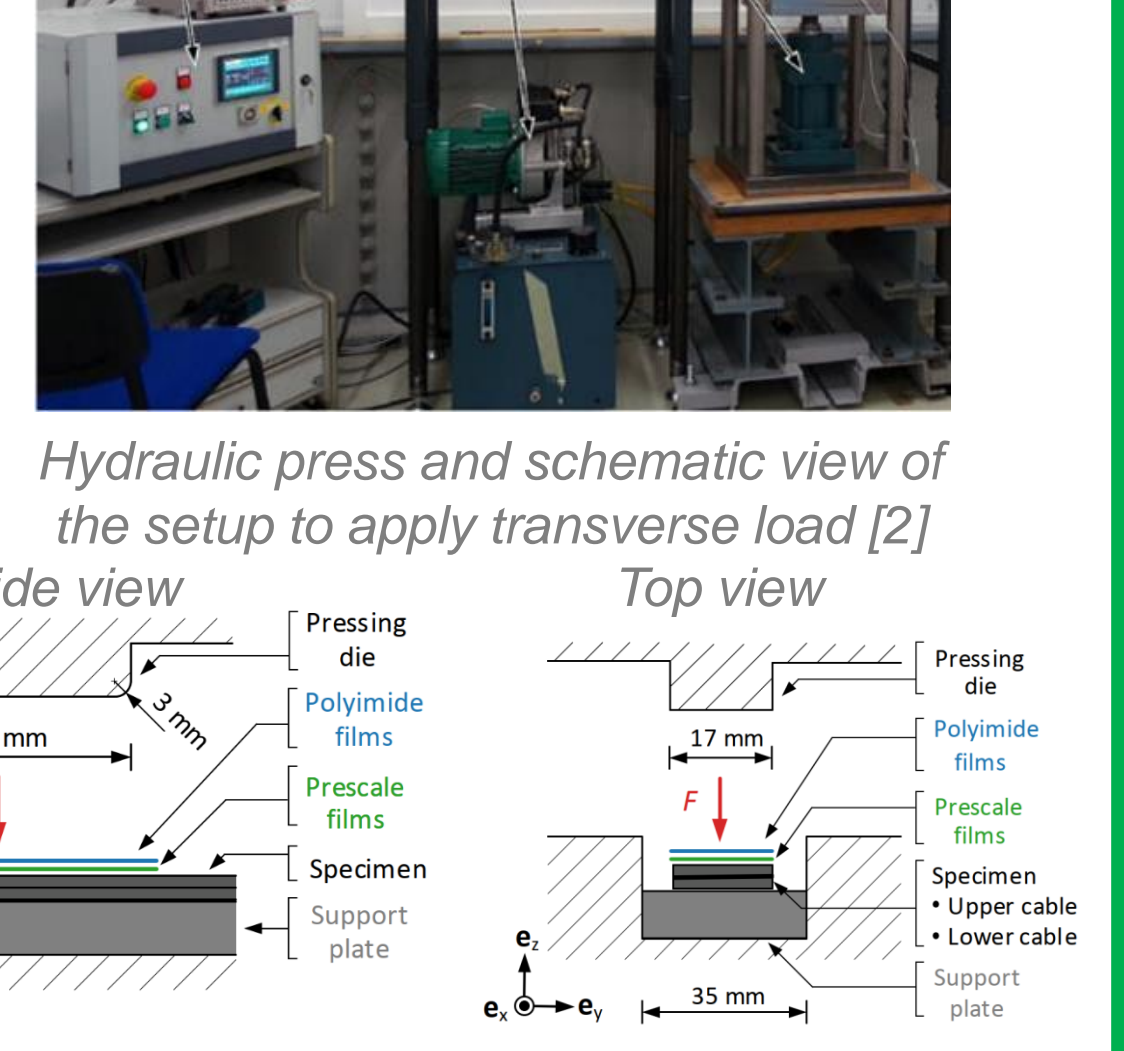 Hydraulic press and schematic view of
the setup to apply transverse load [2]
ide view
Top view
Pressing
die
3 mm
mm
Polyimide
films
Prescale
films
Specimen
Support
plate
Pressing
die
17 mm
F
Polyimide
films
Prescale
films
Specimen
• Upper cable
• Lower cable
Support
plate
ez
ex
ey
35 mm